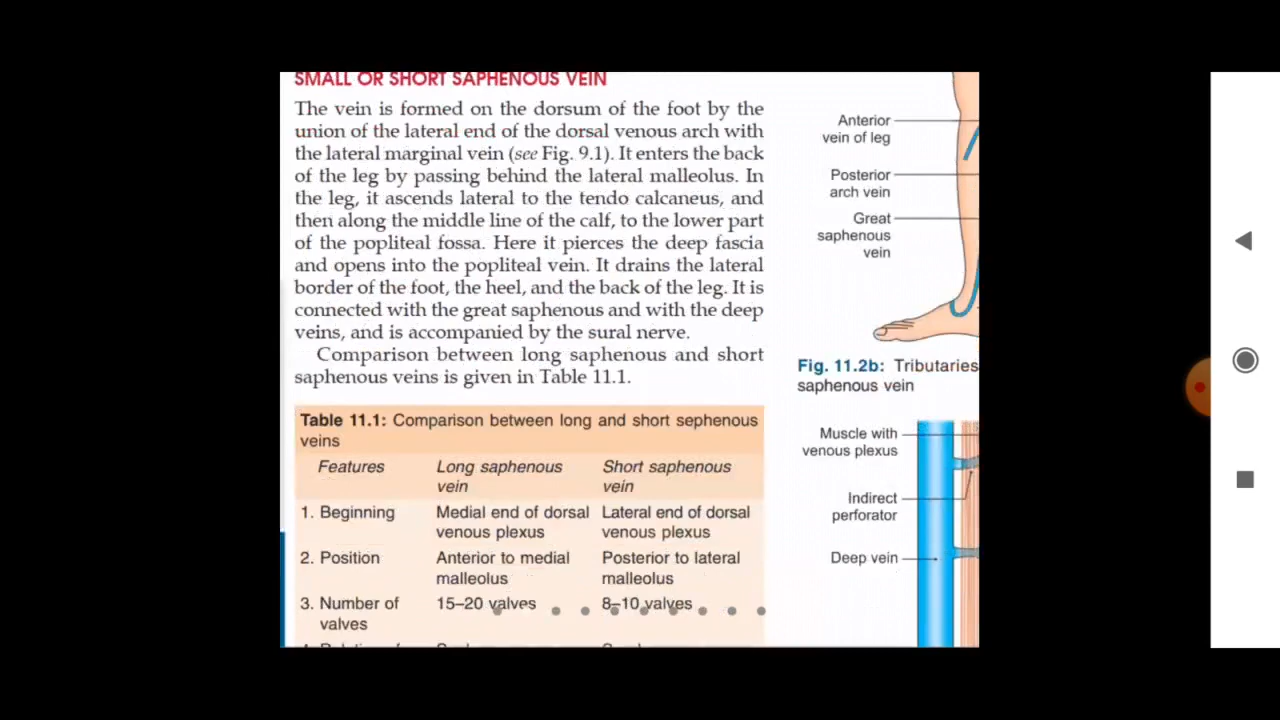 SMALL OR SHORT SAPHENOUS VEIN
The vein is formed on the dorsum of the foot by the
union of the lateral end of the dorsal venous arch with
the lateral marginal vein (see Fig. 9.1). It enters the back
of the leg by passing behind the lateral malleolus. In
the leg, it ascends lateral to the tendo calcaneus, and
then along the middle line of the calf, to the lower part
of the popliteal fossa. Here it pierces the deep fascia
and opens into the popliteal vein. It drains the lateral
border of the foot, the heel, and the back of the leg. It is
connected with the great saphenous and with the deep
veins, and is accompanied by the sural nerve.
Comparison between long saphenous and short
saphenous veins is given in Table 11.1.
Table 11.1: Comparison between long and short sephenous
veins
Features Long saphenous Short saphenous
vein vein
1. Beginning Medial end of dorsal Lateral end of dorsal
venous plexus venous plexus
2. Position Anterior to medial Posterior to lateral
malleolus malleolus
3. Number of 15–20 valves 8–10 valves
valves
Anterior
vein of leg
Posterior
arch vein
Great
saphenous
vein
Fig. 11.2b: Tributaries
saphenous vein
Muscle with
venous plexus
Indirect
perforator
Deep vein